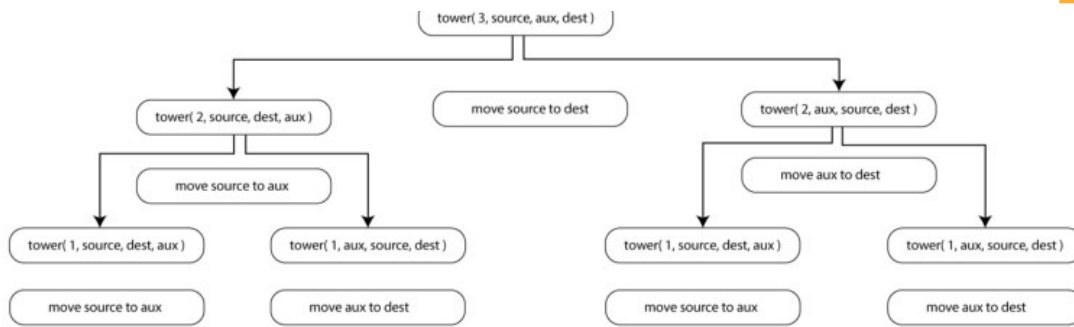 tower( 3, source, aux, dest )
move source to dest
tower( 2, source, dest, aux )
tower( 2, aux, source, dest )
move source to aux
move aux to dest
tower( 1, source, dest, aux )
tower( 1, aux, source, dest )
tower( 1, source, dest, aux )
tower( 1, aux, source, dest )
move source to aux
move aux to dest
move source to aux
move aux to dest